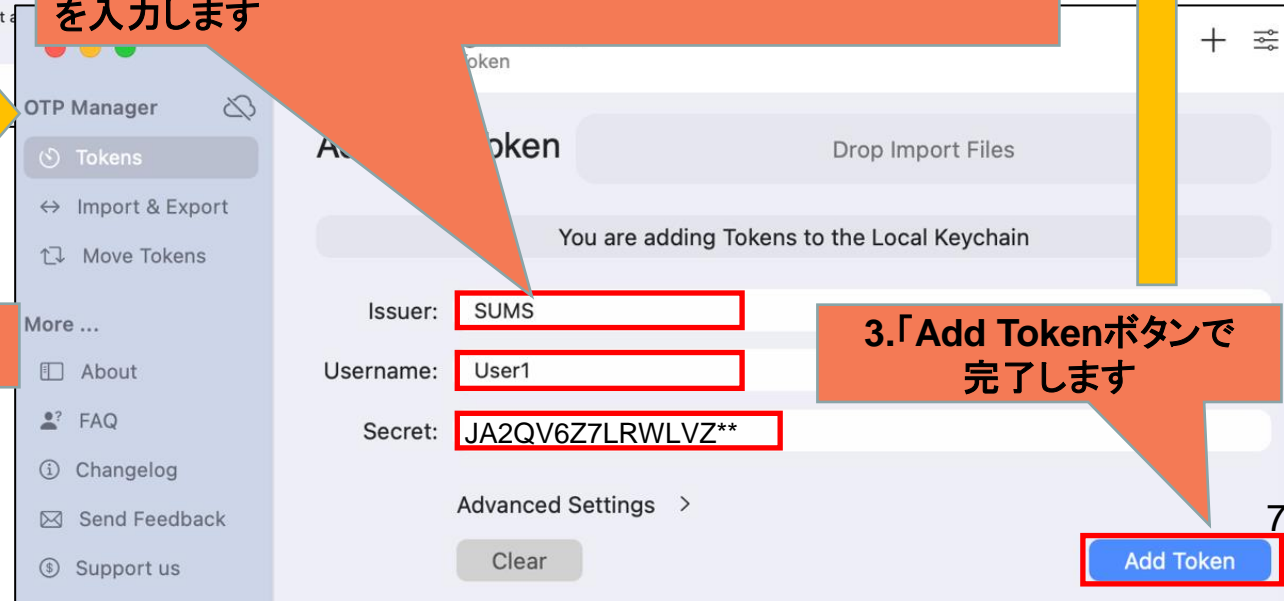 を入力します
OTP Manager
Tokens
Import & Export
Move Tokens
More ...
About
FAQ
Changelog
Send Feedback
Support us
Drop Import Files
You are adding Tokens to the Local Keychain
Issuer: SUMS
Username: User1
Secret: JA2QV6Z7LRWLVZ**
Advanced Settings >
Clear
3.「Add Tokenボタンで
完了します
7
Add Token